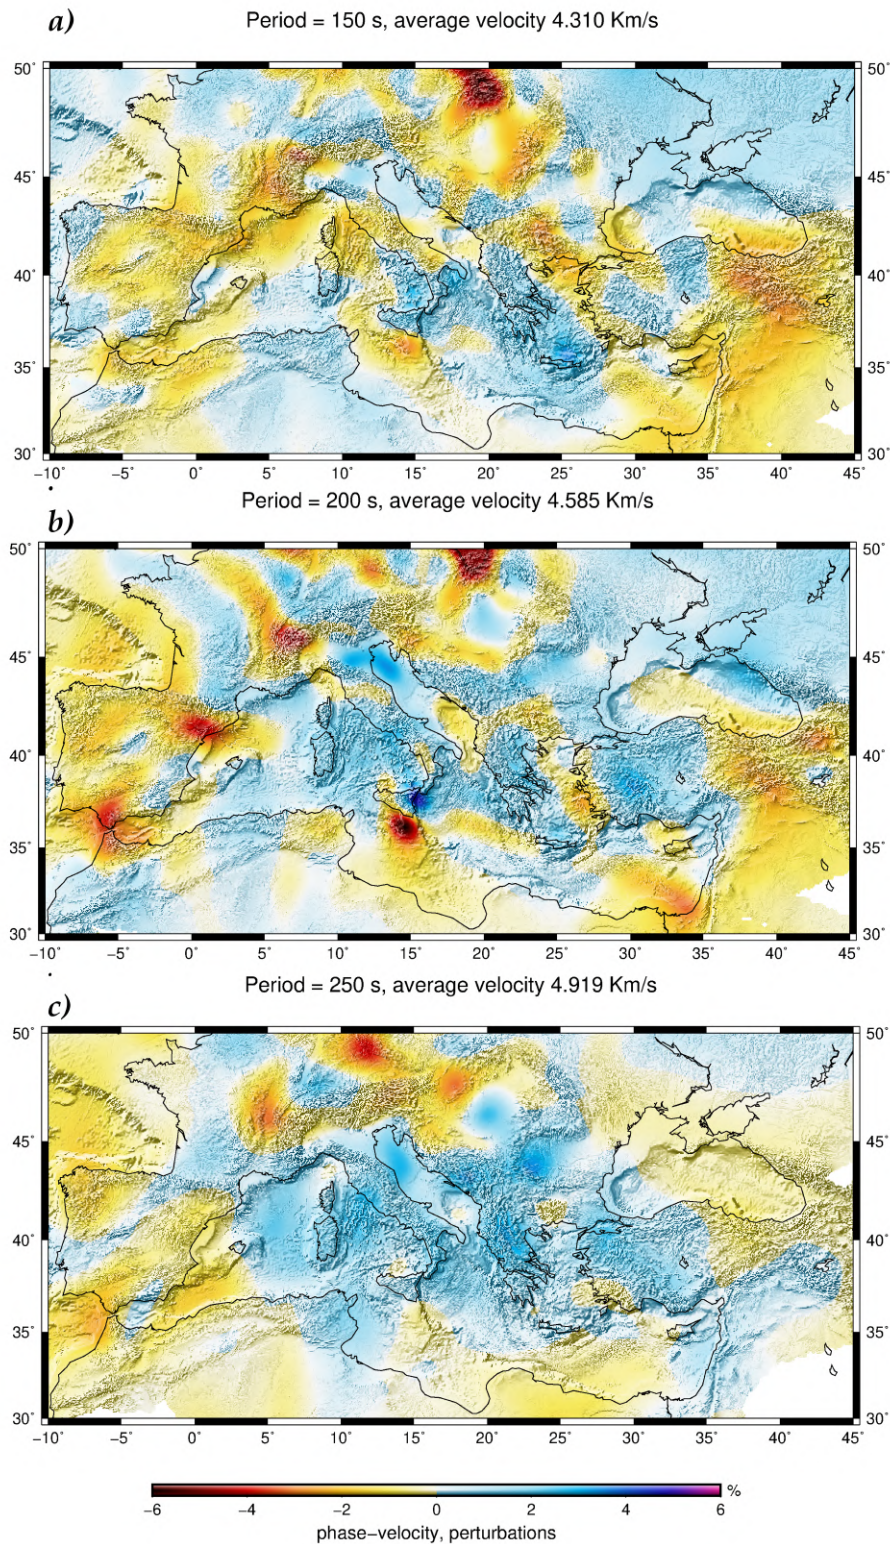 a)
Period = 150 s, average velocity 4.310 Km/s
50° 50°
45° 45°
40° 40°
35° 35°
30° 30°
−10° −5° 0° 5° 10° 15° 20° 25° 30° 35° 40° 45°
Period = 200 s, average velocity 4.585 Km/s
b)
50° 50°
45° 45°
40° 40°
35° 35°
30° 30°
−10° −5° 0° 5° 10° 15° 20° 25° 30° 35° 40° 45°
Period = 250 s, average velocity 4.919 Km/s
c)
50° 50°
45° 45°
40° 40°
35° 35°
30° 30°
−10° −5° 0° 5° 10° 15° 20° 25° 30° 35° 40° 45°
%
−6 −4 −2 0 2 4 6
phase−velocity, perturbations